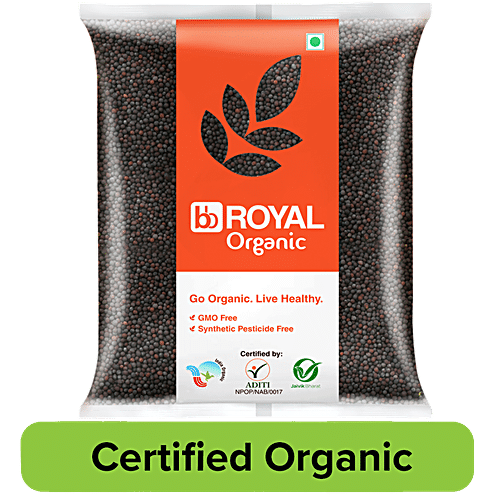 bb ROYAL
Organic
Go Organic. Live Healthy.
✓ GMO Free
✓ Synthetic Pesticide Free
Certified by:
ADITI
NPOP/NAB/0017
Jaivik Bharat
Certified Organic